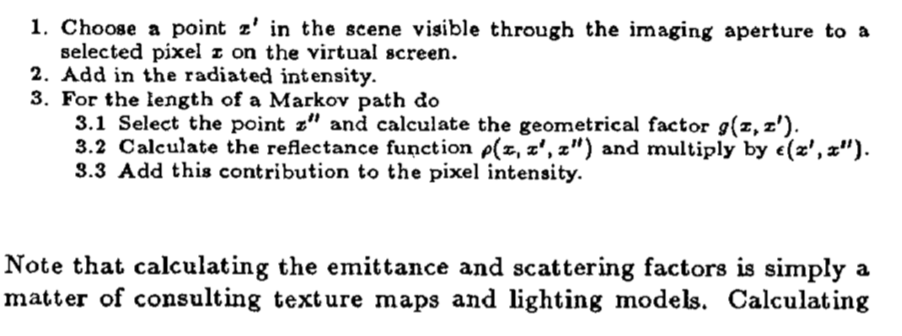 1. Choose a point x' in the scene visible through the imaging aperture to a
selected pixel x on the virtual screen.
2. Add in the radiated intensity.
3. For the length of a Markov path do
3.1 Select the point x'' and calculate the geometrical factor g(x, x').
3.2 Calculate the reflectance function ρ(x, x', x'') and multiply by ε(x', x'').
3.3 Add this contribution to the pixel intensity.
Note that calculating the emittance and scattering factors is simply a
matter of consulting texture maps and lighting models. Calculating